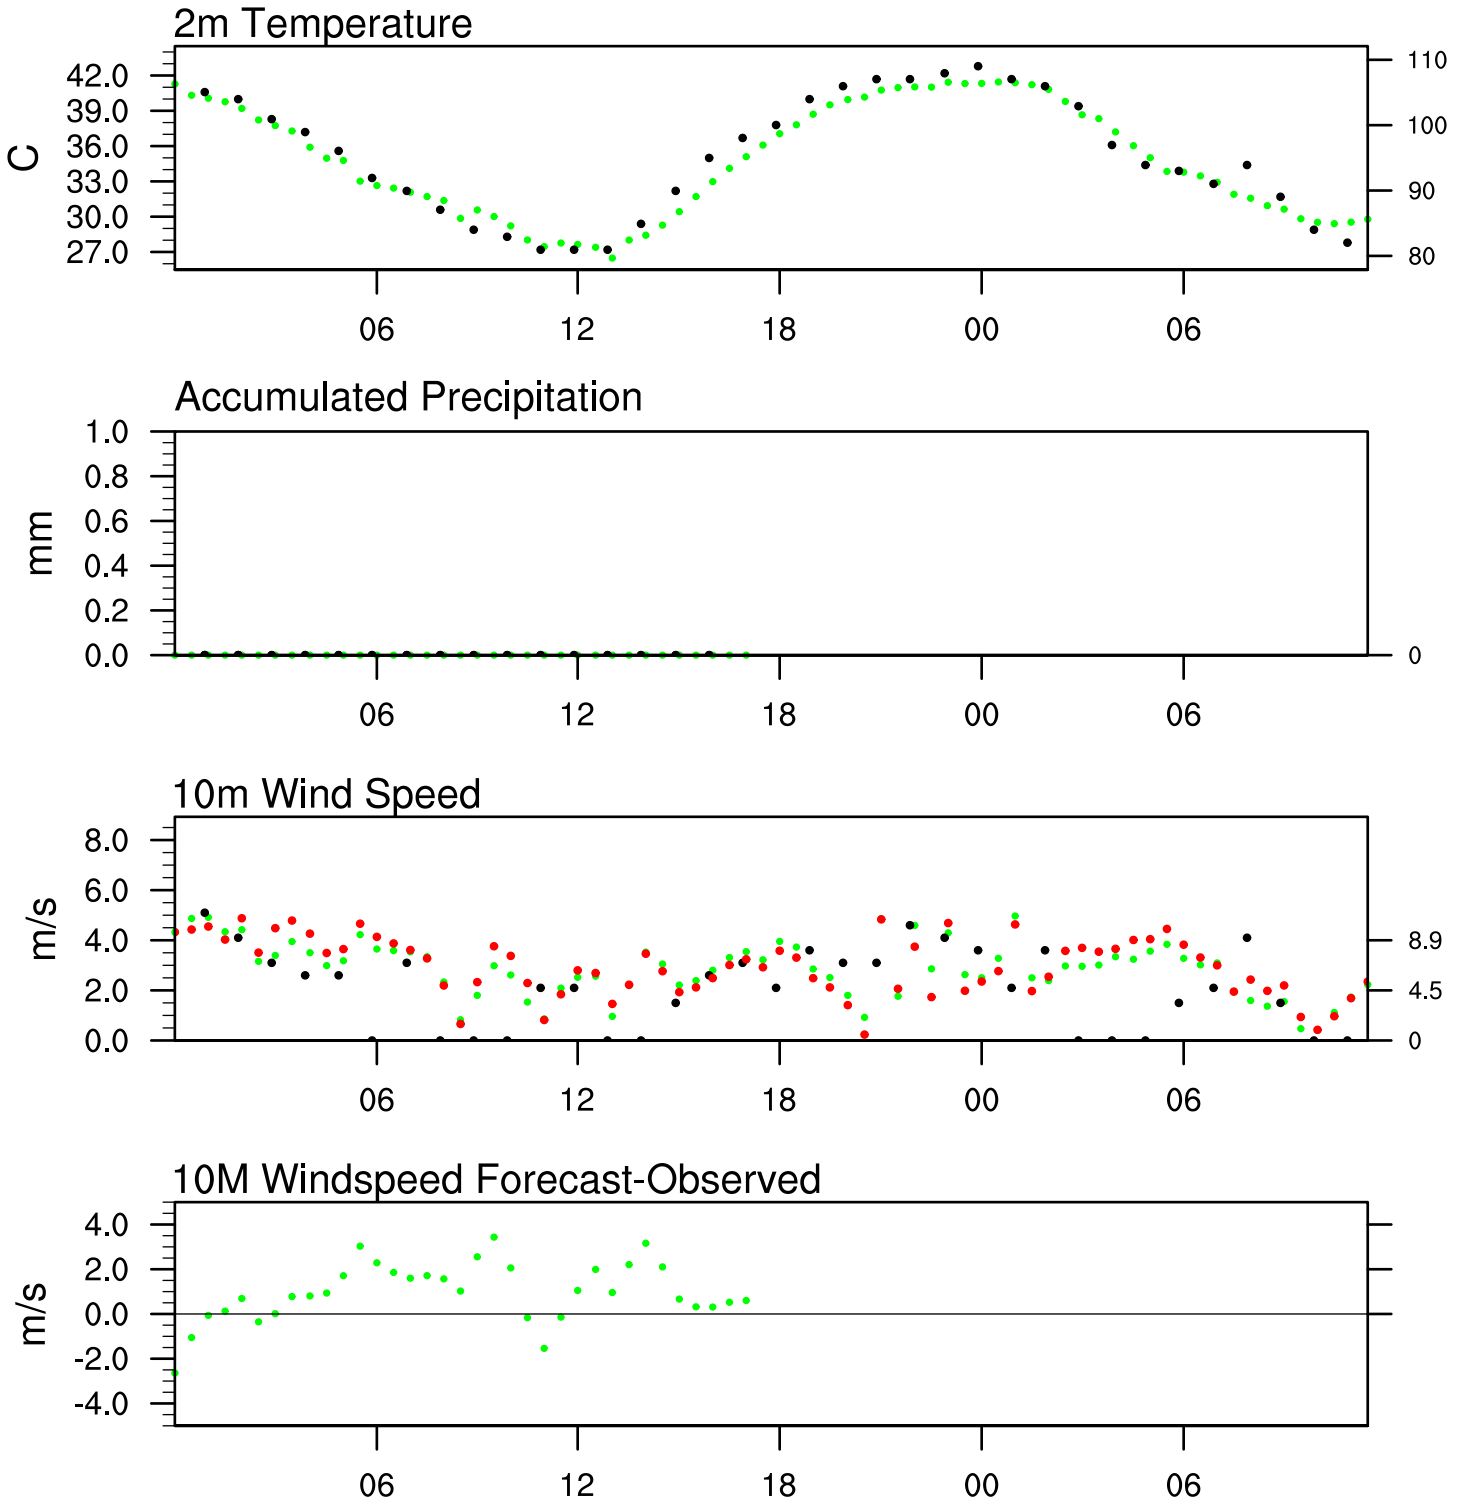 2m Temperature
42.0 110
39.0
100
36.0
C
33.0
90
30.0
27.0 80
06 12 18 00 06
Accumulated Precipitation
1.0
0.8
0.6
mm
0.4
0.2
0.0 0
06 12 18 00 06
10m Wind Speed
8.0
6.0
4.0 8.9
m/s
2.0 4.5
0.0 0
06 12 18 00 06
10M Windspeed Forecast-Observed
4.0
2.0
0.0
m/s
-2.0
-4.0
06 12 18 00 06